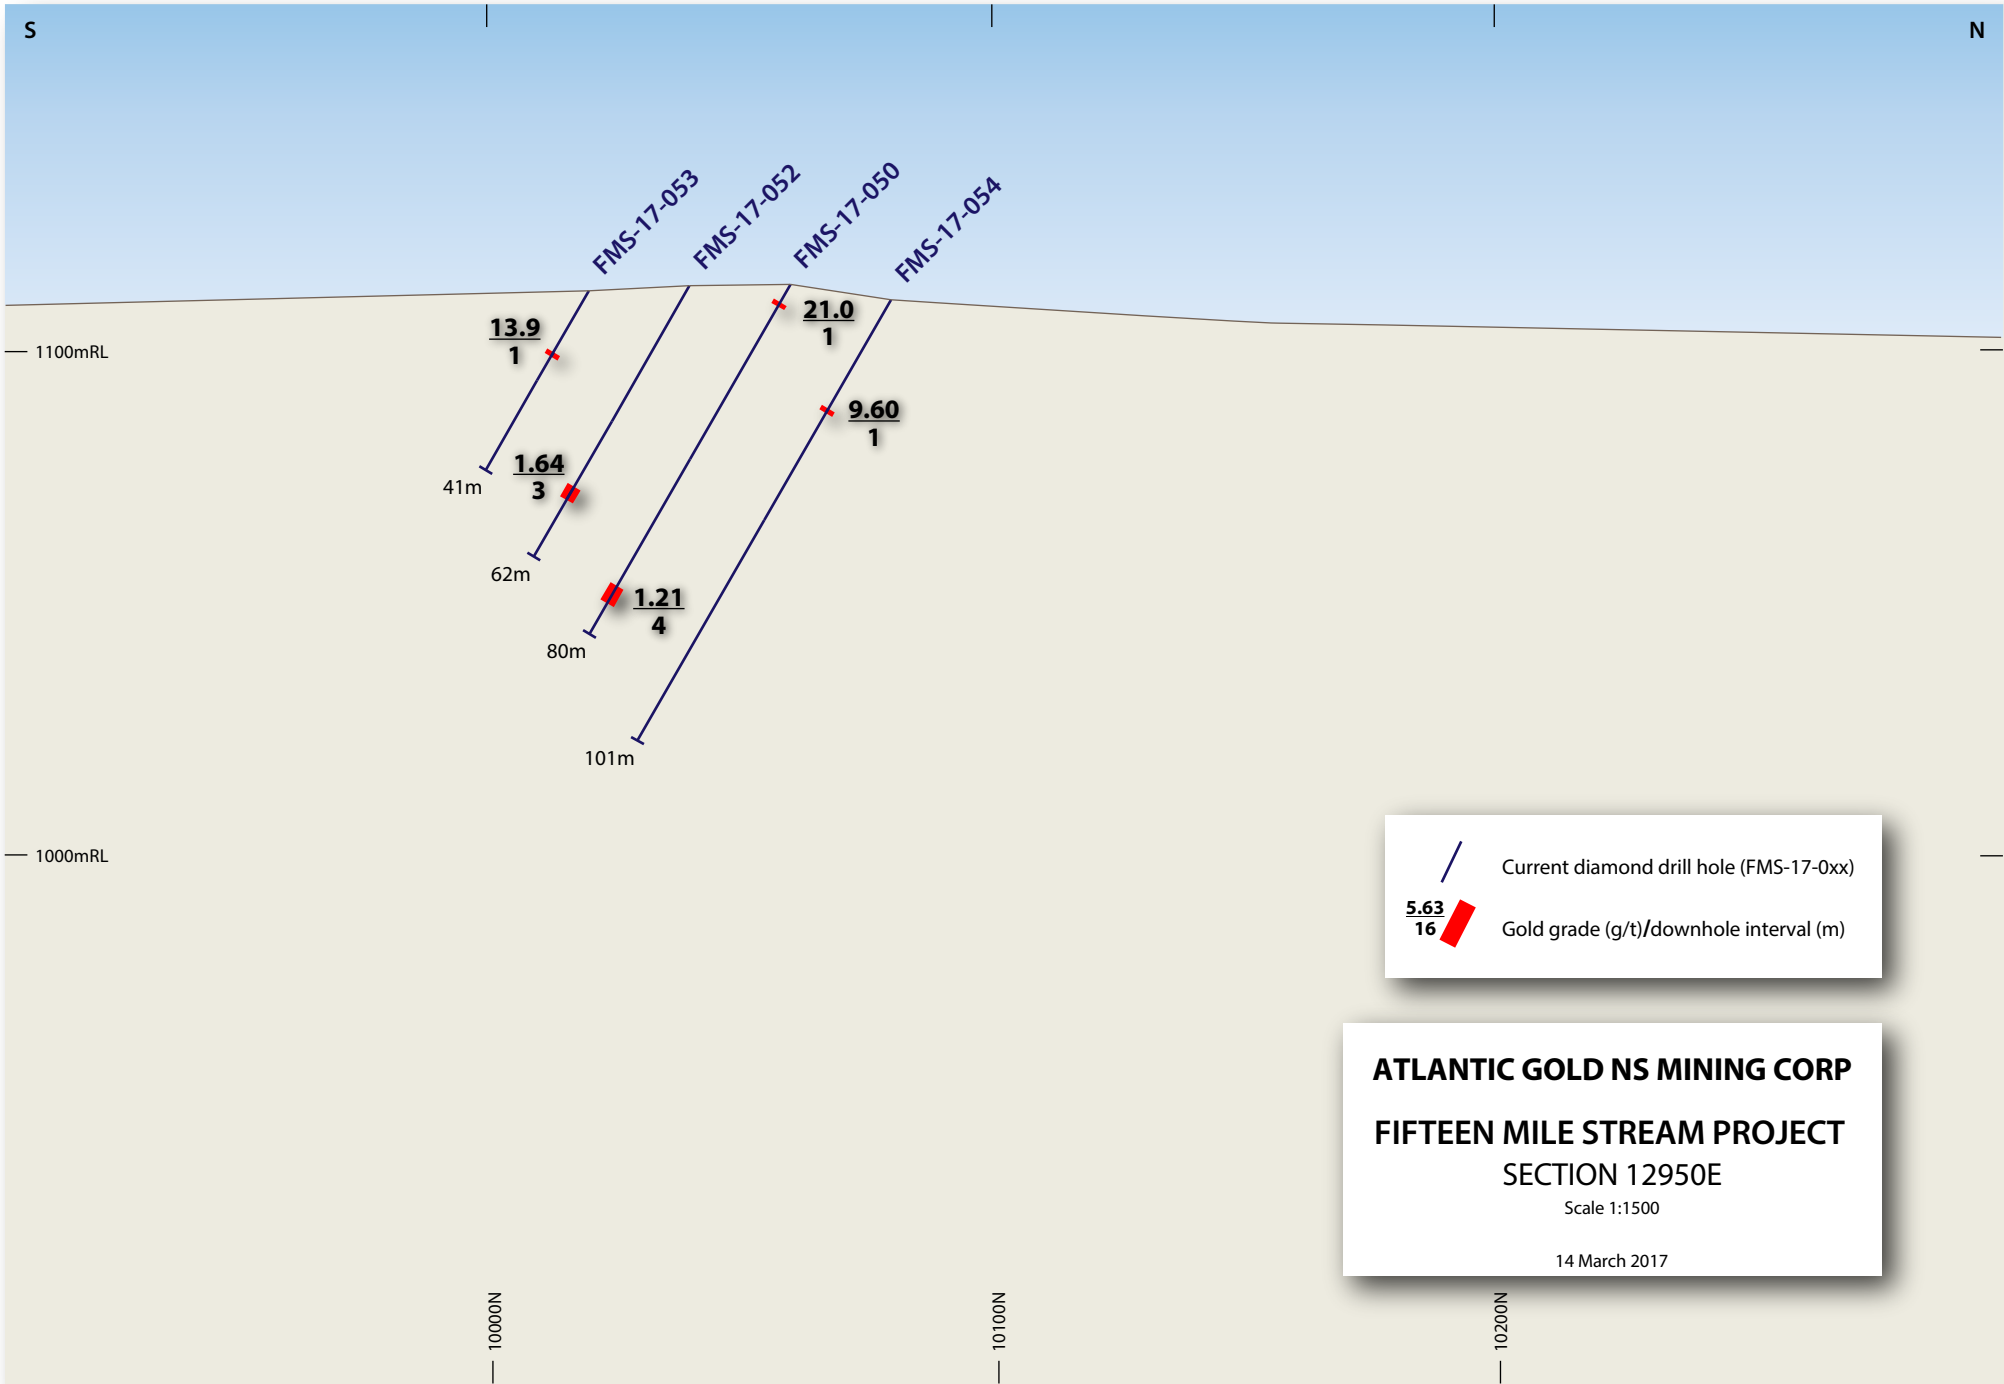 S
N
FMS-17-053
FMS-17-052
FMS-17-050
FMS-17-054
13.9
1
21.0
1
1100mRL
9.60
1
1.64
3
41m
62m
1.21
4
80m
101m
1000mRL
Current diamond drill hole (FMS-17-0xx)
5.63
16
Gold grade (g/t)/downhole interval (m)
ATLANTIC GOLD NS MINING CORP
FIFTEEN MILE STREAM PROJECT
SECTION 12950E
Scale 1:1500
14 March 2017
10000N
10100N
10200N